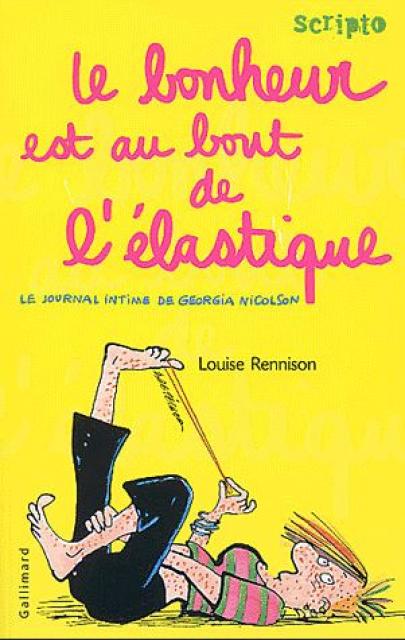 scripto
le bonheur
est au bout
de
l'élastique
LE JOURNAL INTIME DE GEORGIA NICOLSON
Louise Rennison
Gallimard